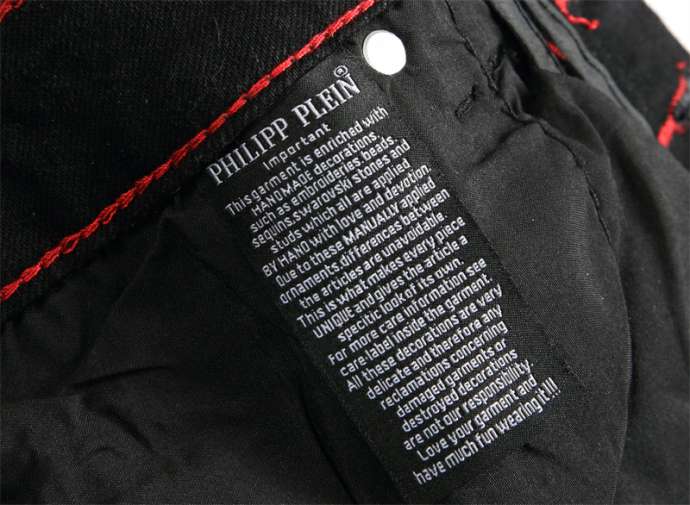 PHILIPP PLEIN®
Important
This garment is enriched with
HAND MADE decorations,
such as embroideries, beads,
sequins, swarovski stones and
studs which all are applied
BY HAND with love and devotion.
Due to these MANUALLY applied
ornaments, differences between
the articles are unavoidable.
This is what makes every piece
UNIQUE and gives the article a
specific look of its own.
For more care information see
care-label inside the garment.
All these decorations are very
delicate and therefore any
reclamations concerning
damaged garments or
destroyed decorations
are not our responsibility.
Love your garment and
have much fun wearing it!!!